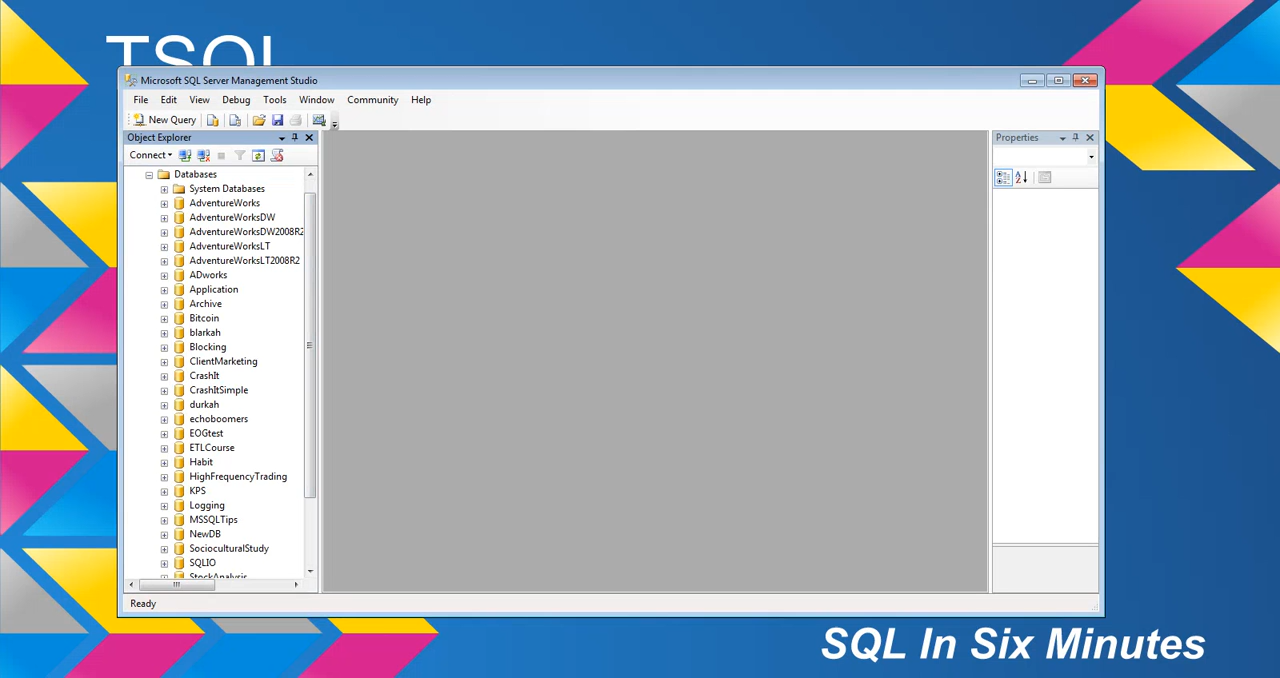 TSQL
Microsoft SQL Server Management Studio
File Edit View Debug Tools Window Community Help
New Query
Object Explorer
Properties
Connect
Databases
System Databases
AdventureWorks
AdventureWorksDW
AdventureWorksDW2008R2
AdventureWorksLT
AdventureWorksLT2008R2
ADworks
Application
Archive
Bitcoin
blarkah
Blocking
ClientMarketing
CrashIt
CrashItSimple
durkah
echoboomers
EOGtest
ETLCourse
Habit
HighFrequencyTrading
KPS
Logging
MSSQLTips
NewDB
SocioculturalStudy
SQLIO
StockAnalysis
Ready
SQL In Six Minutes